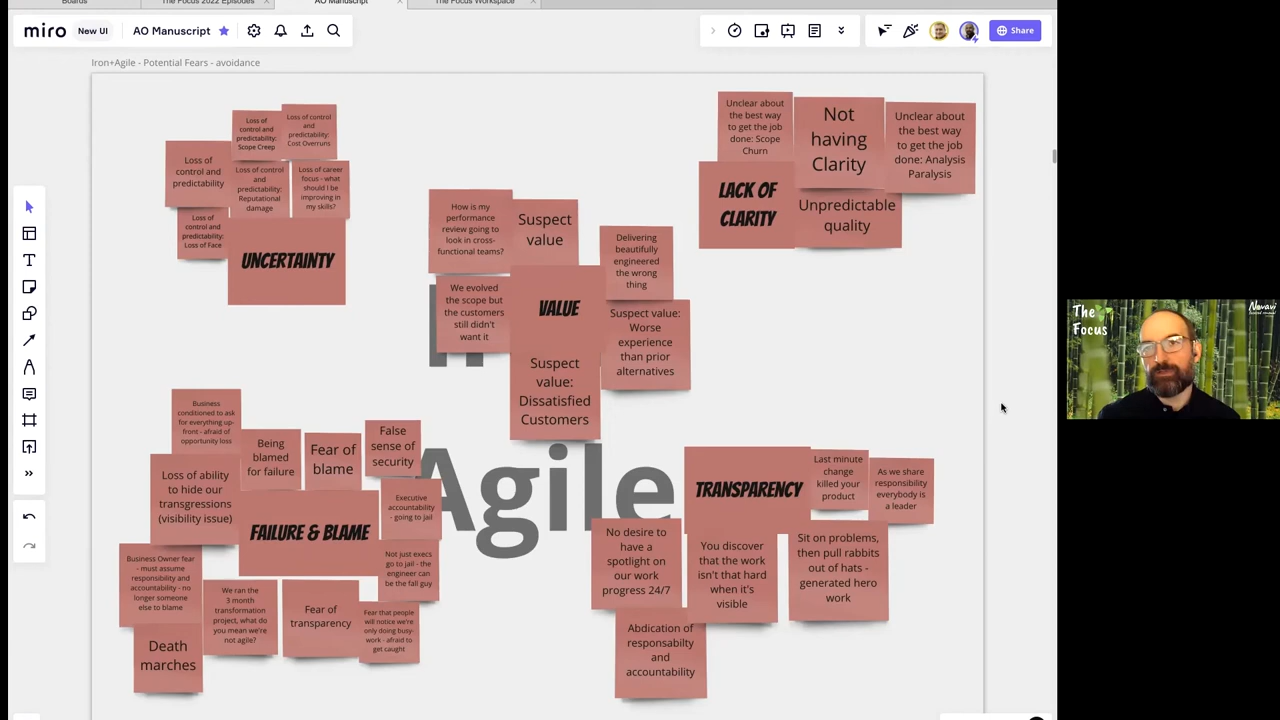 Boards
The Focus 2022 Episodes
AO Manuscript
The Focus Workspace
miro
New UI
AO Manuscript
Share
Iron+Agile - Potential Fears - avoidance
Loss of
control and
predictability:
Scope Creep
Loss of control
and
predictability:
Cost Overruns
Loss of
control and
predictability
Loss of control
and
predictability:
Reputational
damage
Loss of career
focus - what
should I be
improving in
my skills?
Loss of
control and
predictability:
Loss of Face
UNCERTAINTY
How is my
performance
review going to
look in cross-
functional teams?
Suspect
value
Delivering
beautifully
engineered
the wrong
thing
We evolved
the scope but
the customers
still didn't
want it
VALUE
Suspect value:
Worse
experience
than prior
alternatives
Suspect
value:
Dissatisfied
Customers
Unclear about
the best way
to get the job
done: Scope
Churn
Not
having
Clarity
Unclear about
the best way
to get the job
done: Analysis
Paralysis
LACK OF
CLARITY
Unpredictable
quality
The
Focus
Novavi
Agile
Business
conditioned to ask
for everything up-
front - afraid of
opportunity loss
Being
blamed
for failure
Fear of
blame
False
sense of
security
Loss of ability
to hide our
transgressions
(visibility issue)
FAILURE & BLAME
Executive
accountability
- going to jail
Not just execs
go to jail - the
engineer can
be the fall guy
Business Owner fear
- must assume
responsibility and
accountability - no
longer someone
else to blame
We ran the
3 month
transformation
project, what do
you mean we're
not agile?
Fear of
transparency
Fear that people
will notice we're
only doing busy-
work - afraid to
get caught
Death
marches
TRANSPARENCY
Last minute
change
killed your
product
As we share
responsibility
everybody is
a leader
No desire to
have a
spotlight on
our work
progress 24/7
You discover
that the work
isn't that hard
when it's
visible
Sit on problems,
then pull rabbits
out of hats -
generated hero
work
Abdication of
responsabilty
and
accountability